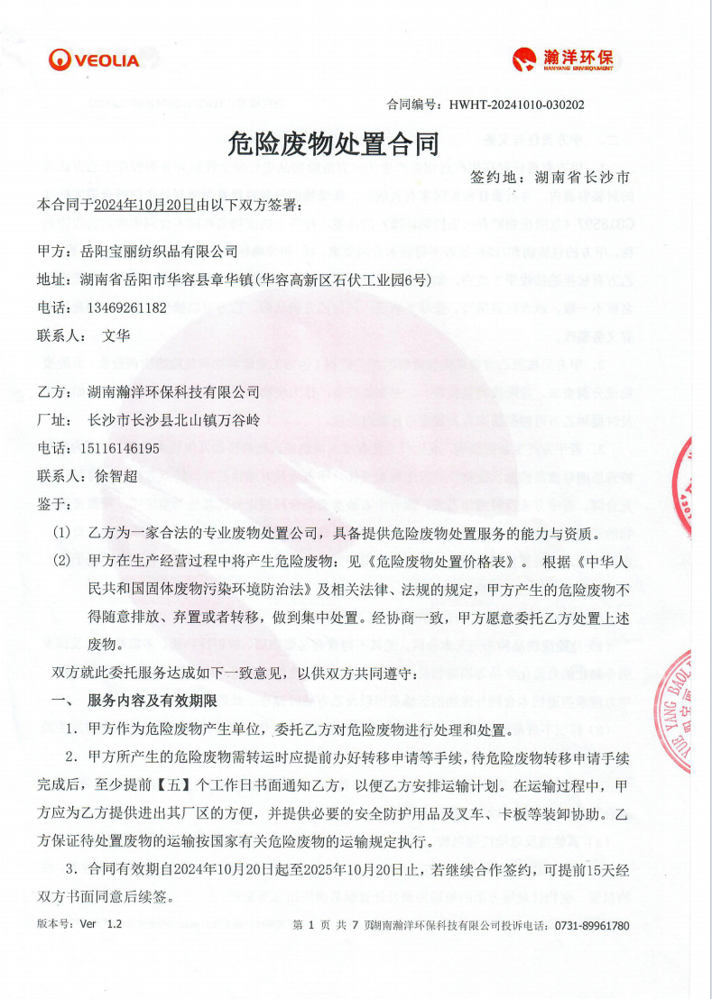 VEOLIA
瀚洋环保
HANYANG ENVIRONMENT
合同编号：HWHT-20241010-030202
危险废物处置合同
签约地：湖南省长沙市
本合同于2024年10月20日由以下双方签署：
甲方：岳阳宝丽纺织品有限公司
地址：湖南省岳阳市华容县章华镇(华容高新区石伏工业园6号)
电话：13469261182
联系人： 文华
乙方： 湖南瀚洋环保科技有限公司
厂址： 长沙市长沙县北山镇万谷岭
电话：15116146195
联系人：徐智超
鉴于：
(1) 乙方为一家合法的专业废物处置公司，具备提供危险废物处置服务的能力与资质。
(2) 甲方在生产经营过程中将产生危险废物：见《危险废物处置价格表》。 根据《中华人
民共和国固体废物污染环境防治法》及相关法律、法规的规定，甲方产生的危险废物不
得随意排放、弃置或者转移，做到集中处置。经协商一致，甲方愿意委托乙方处置上述
废物。
双方就此委托服务达成如下一致意见，以供双方共同遵守：
一、 服务内容及有效期限
1．甲方作为危险废物产生单位，委托乙方对危险废物进行处理和处置。
2．甲方所产生的危险废物需转运时应提前办好转移申请等手续，待危险废物转移申请手续
完成后，至少提前【五】个工作日书面通知乙方，以便乙方安排运输计划。在运输过程中，甲
方应为乙方提供进出其厂区的方便，并提供必要的安全防护用品及叉车、卡板等装卸协助。乙
方保证待处置废物的运输按国家有关危险废物的运输规定执行。
3．合同有效期自2024年10月20日起至2025年10月20日止，若继续合作签约，可提前15天经
双方书面同意后续签。
版本号：Ver 1.2
第 1 页 共 7 页湖南瀚洋环保科技有限公司投诉电话：0731-89961780
YUE YANG BAOL